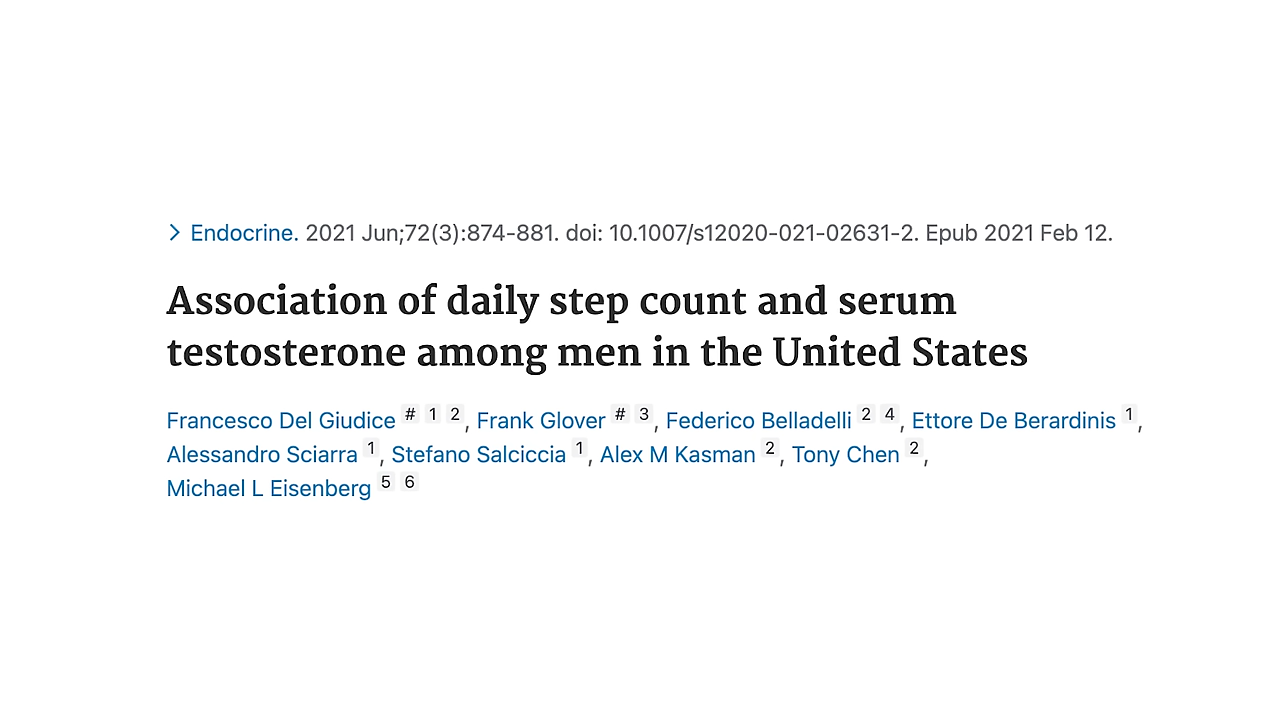 > Endocrine. 2021 Jun;72(3):874-881. doi: 10.1007/s12020-021-02631-2. Epub 2021 Feb 12.
Association of daily step count and serum
testosterone among men in the United States
Francesco Del Giudice # 1 2, Frank Glover # 3, Federico Belladelli 2 4, Ettore De Berardinis 1,
Alessandro Sciarra 1, Stefano Salciccia 1, Alex M Kasman 2, Tony Chen 2,
Michael L Eisenberg 5 6